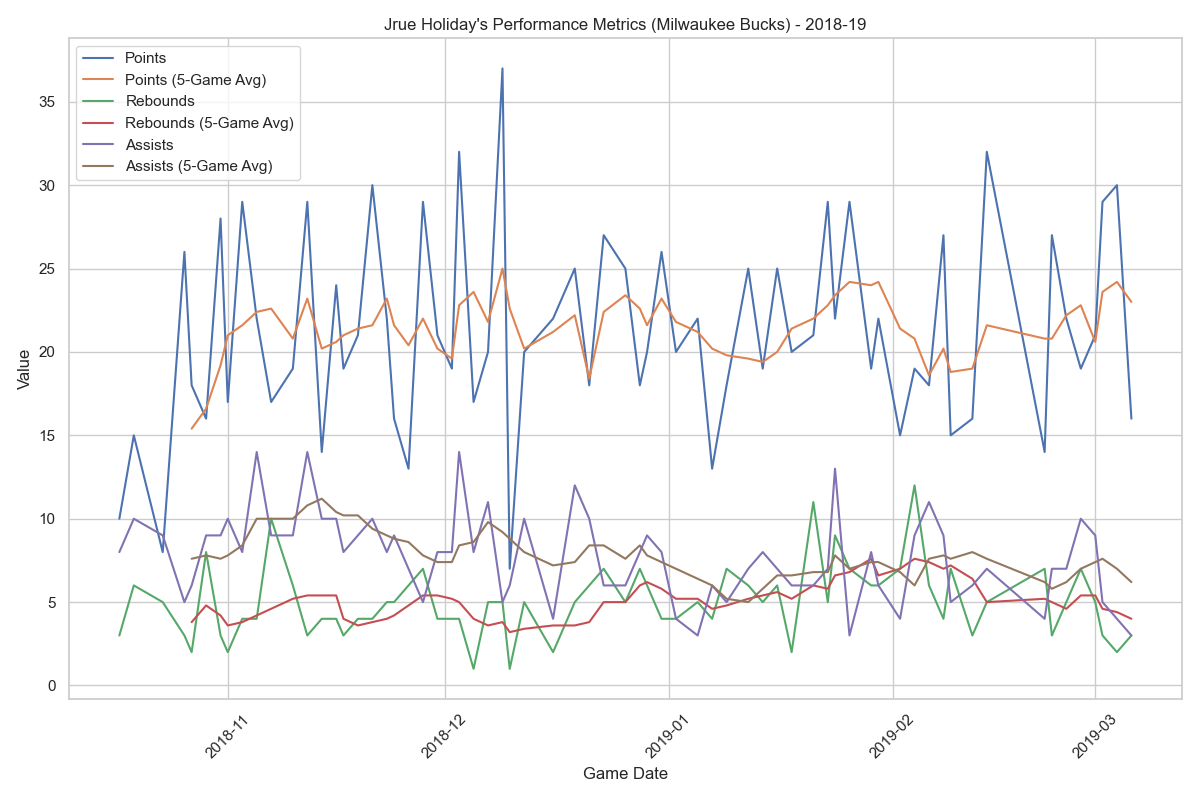 Jrue Holiday's Performance Metrics (Milwaukee Bucks) - 2018-19
Points
Points (5-Game Avg)
Rebounds
Rebounds (5-Game Avg)
Assists
Assists (5-Game Avg)
Value
35
30
25
20
15
10
5
0
2018-11
2018-12
2019-01
2019-02
2019-03
Game Date